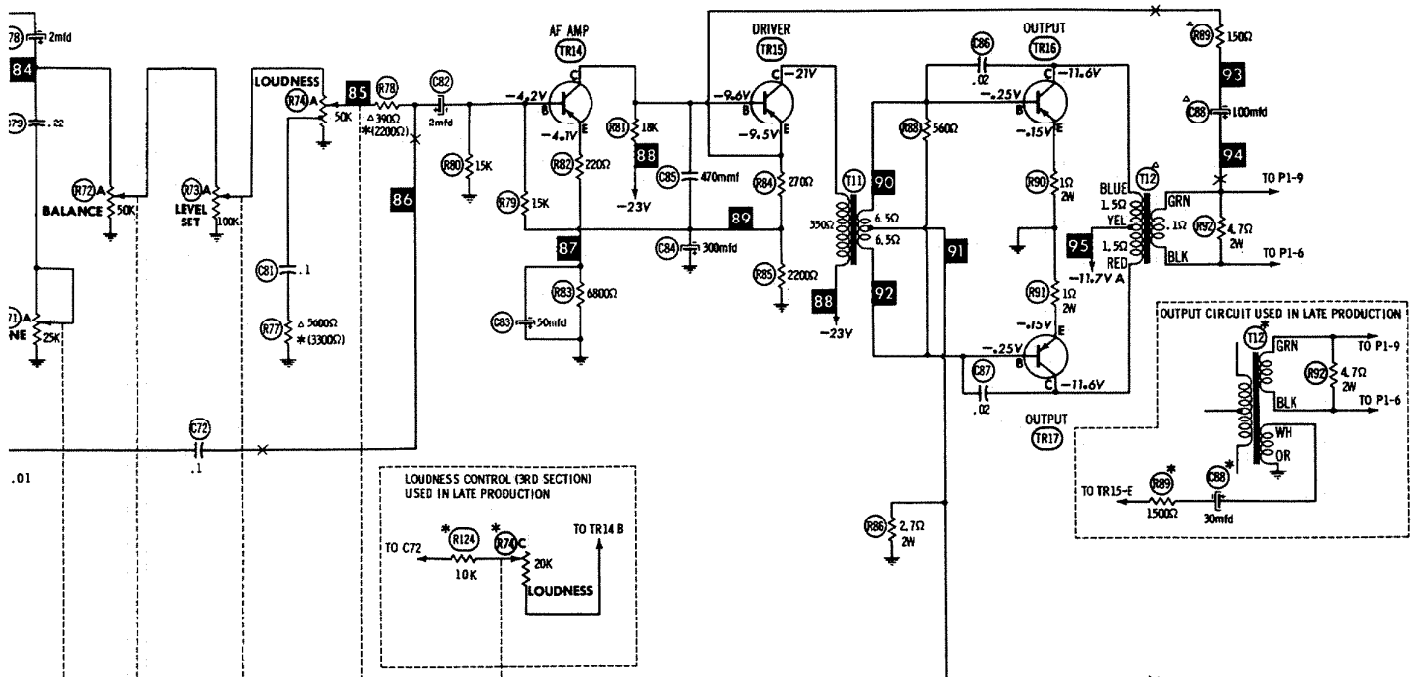 78
2mfd
84
79
.22
R72 A
BALANCE
50K
R73 A
LEVEL
SET
100K
71 A
NE
25K
LOUDNESS
R74 A
50K
85
R78
△ 390Ω
*(2200Ω)
C81
.1
R77
△ 5600Ω
*(3300Ω)
86
C82
2mfd
R80
15K
C72
.1
.01
AF AMP
TR14
C
-4.2V
B
E
-4.1V
R82
220Ω
R79
15K
87
C83
50mfd
R83
6800Ω
R81
18K
88
-23V
C85
470mmf
C84
300mfd
89
DRIVER
TR15
C
-21V
-9.6V
B
E
-9.5V
R84
270Ω
R85
2200Ω
T11
350Ω
6.5Ω
6.5Ω
88
-23V
90
91
92
C86
.02
R88
560Ω
OUTPUT
TR16
C
-11.6V
-.25V
B
E
-.15V
R90
1Ω
2W
R91
1Ω
2W
-.15V
E
-.25V
B
C
-11.6V
C87
.02
OUTPUT
TR17
R86
2.7Ω
2W
△
R89
150Ω
93
△
C88
100mfd
94
△
T12
BLUE
1.5Ω
YEL
1.5Ω
RED
95
-11.7V A
GRN
.1Ω
BLK
R92
4.7Ω
2W
TO P1-9
TO P1-6
OUTPUT CIRCUIT USED IN LATE PRODUCTION
*
T12
GRN
BLK
WH
OR
R92
4.7Ω
2W
TO P1-9
TO P1-6
TO TR15-E
R89 *
1500Ω
C88 *
30mfd
LOUDNESS CONTROL (3RD SECTION)
USED IN LATE PRODUCTION
TO C72
* R124
10K
* R74 C
20K
LOUDNESS
TO TR14 B